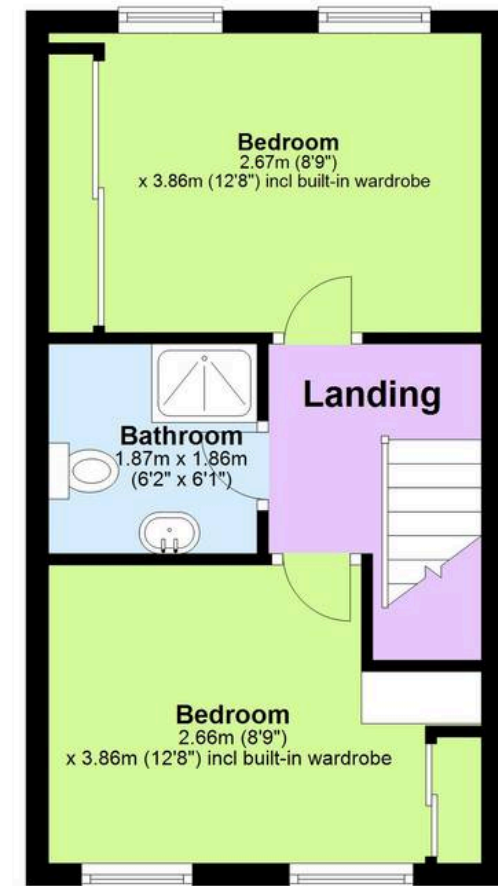 Bedroom
2.67m (8'9")
x 3.86m (12'8") incl built-in wardrobe
Landing
Bathroom
1.87m x 1.86m
(6'2" x 6'1")
Bedroom
2.66m (8'9")
x 3.86m (12'8") incl built-in wardrobe